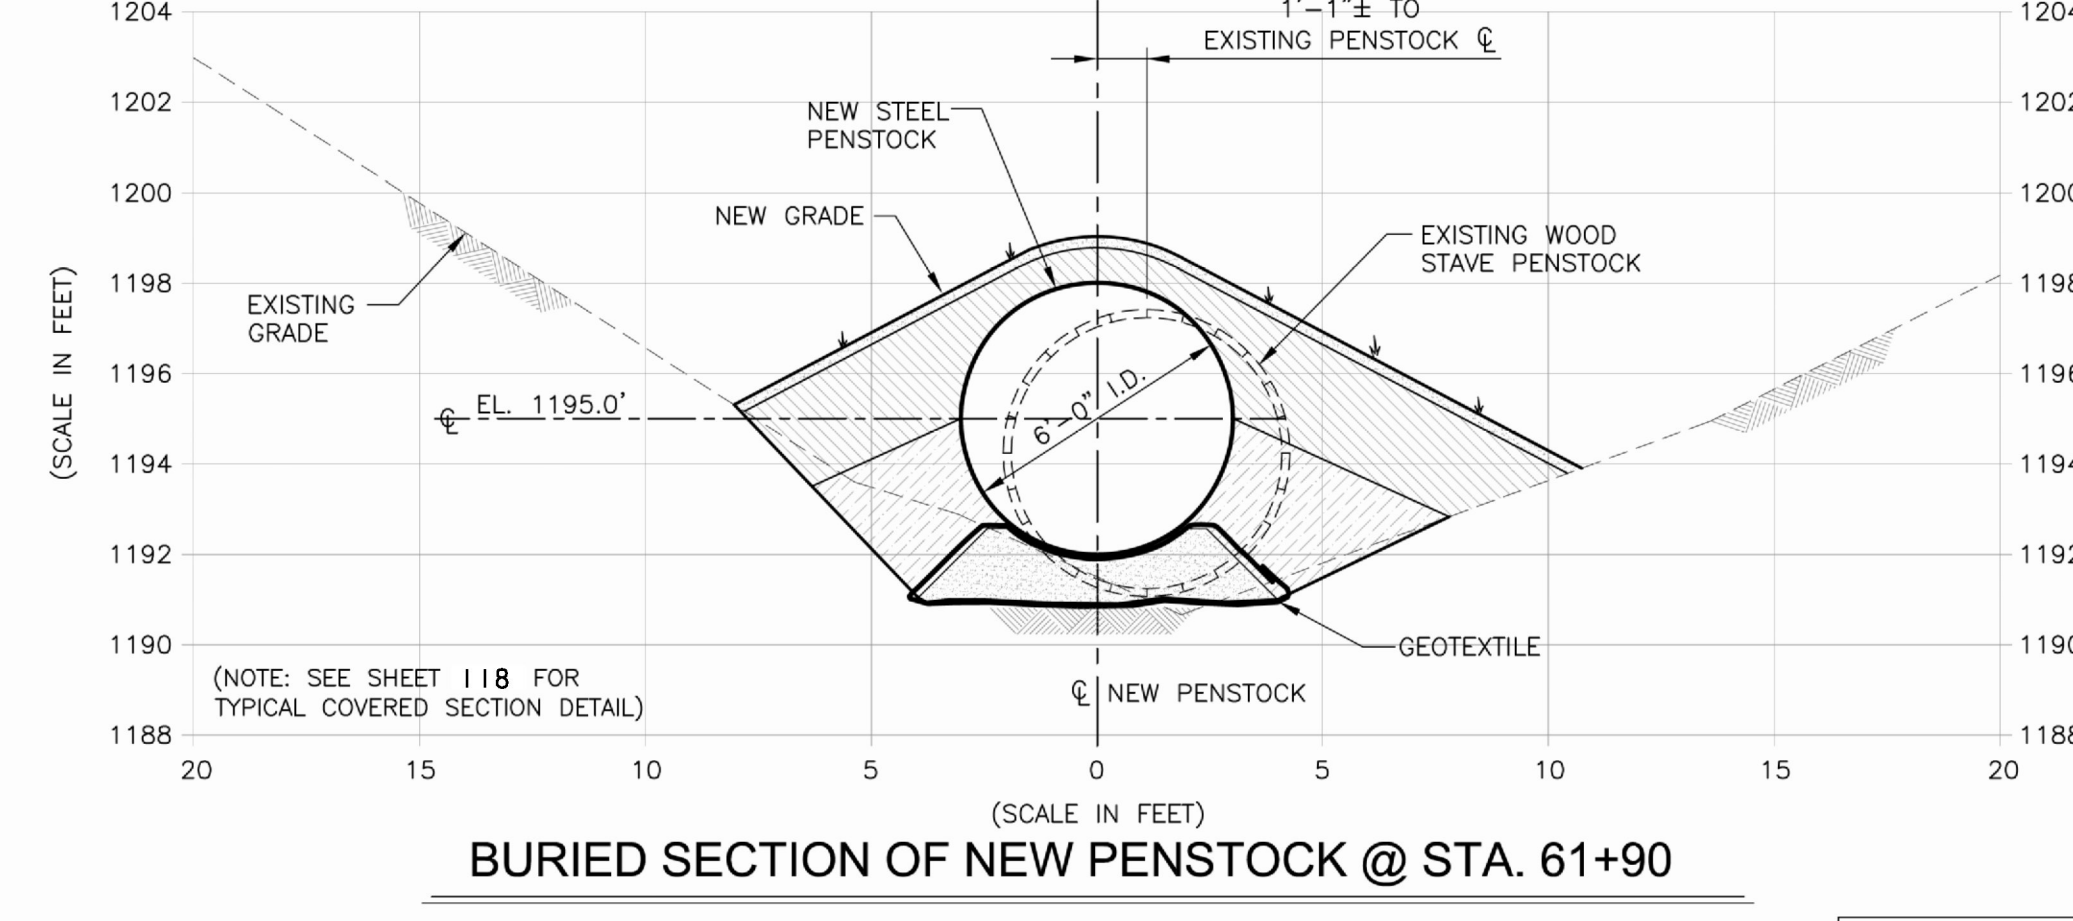 1'-1"± TO
EXISTING PENSTOCK ℄
1204
1202
1200
1198
1196
1194
1192
1190
1188
(SCALE IN FEET)
NEW STEEL
PENSTOCK
NEW GRADE
EXISTING WOOD
STAVE PENSTOCK
EXISTING
GRADE
℄ EL. 1195.0'
6'-0" I.D.
GEOTEXTILE
(NOTE: SEE SHEET 118 FOR
TYPICAL COVERED SECTION DETAIL)
℄ NEW PENSTOCK
1204
1202
1200
1198
1196
1194
1192
1190
1188
20 15 10 5 0 5 10 15 20
(SCALE IN FEET)
BURIED SECTION OF NEW PENSTOCK @ STA. 61+90